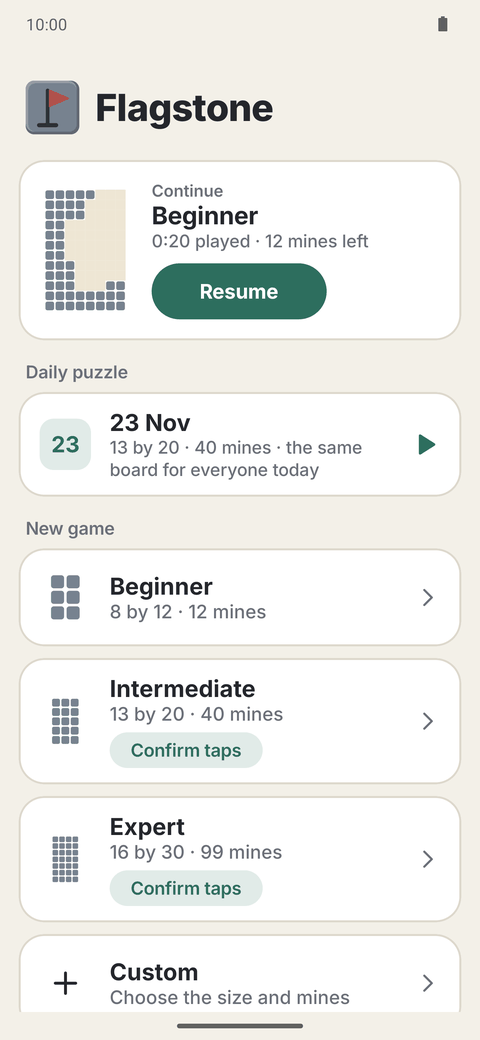 10:00
Flagstone
Continue
Beginner
0:20 played · 12 mines left
Resume
Daily puzzle
23
23 Nov
13 by 20 · 40 mines · the same
board for everyone today
New game
Beginner
8 by 12 · 12 mines
Intermediate
13 by 20 · 40 mines
Confirm taps
Expert
16 by 30 · 99 mines
Confirm taps
Custom
Choose the size and mines